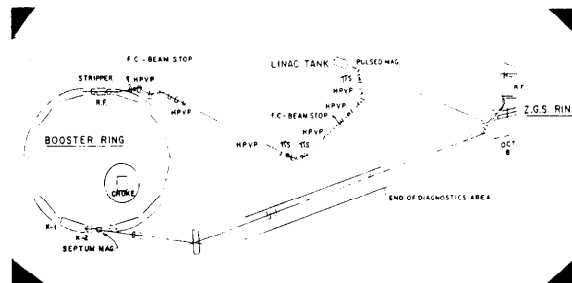 F.C.-BEAM STOP
STRIPPER
HPVP
R.F.
HPVP
BOOSTER RING
CHOKE
K-1
K-2
SEPTUM MAG.
LINAC TANK
PULSED MAG.
TTS
HPVP
HPVP
F.C.-BEAM STOP
HPVP
TTS
TTS
HPVP
R.F.
Z.G.S. RIN
OCT.
8
END OF DIAGNOSTICS AREA